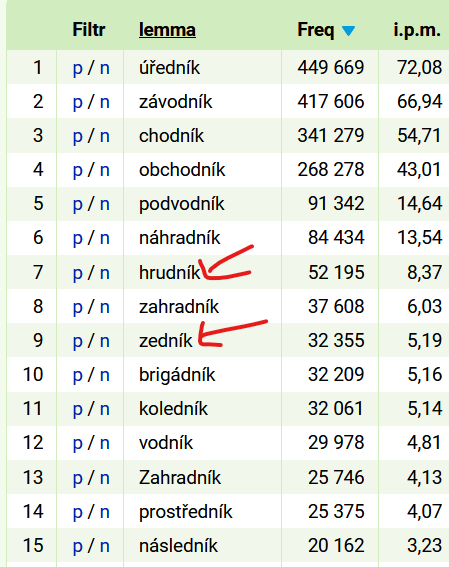 Filtr lemma Freq i.p.m.
1 p / n úředník 449 669 72,08
2 p / n závodník 417 606 66,94
3 p / n chodník 341 279 54,71
4 p / n obchodník 268 278 43,01
5 p / n podvodník 91 342 14,64
6 p / n náhradník 84 434 13,54
7 p / n hrudník 52 195 8,37
8 p / n zahradník 37 608 6,03
9 p / n zedník 32 355 5,19
10 p / n brigádník 32 209 5,16
11 p / n koledník 32 061 5,14
12 p / n vodník 29 978 4,81
13 p / n Zahradník 25 746 4,13
14 p / n prostředník 25 375 4,07
15 p / n následník 20 162 3,23